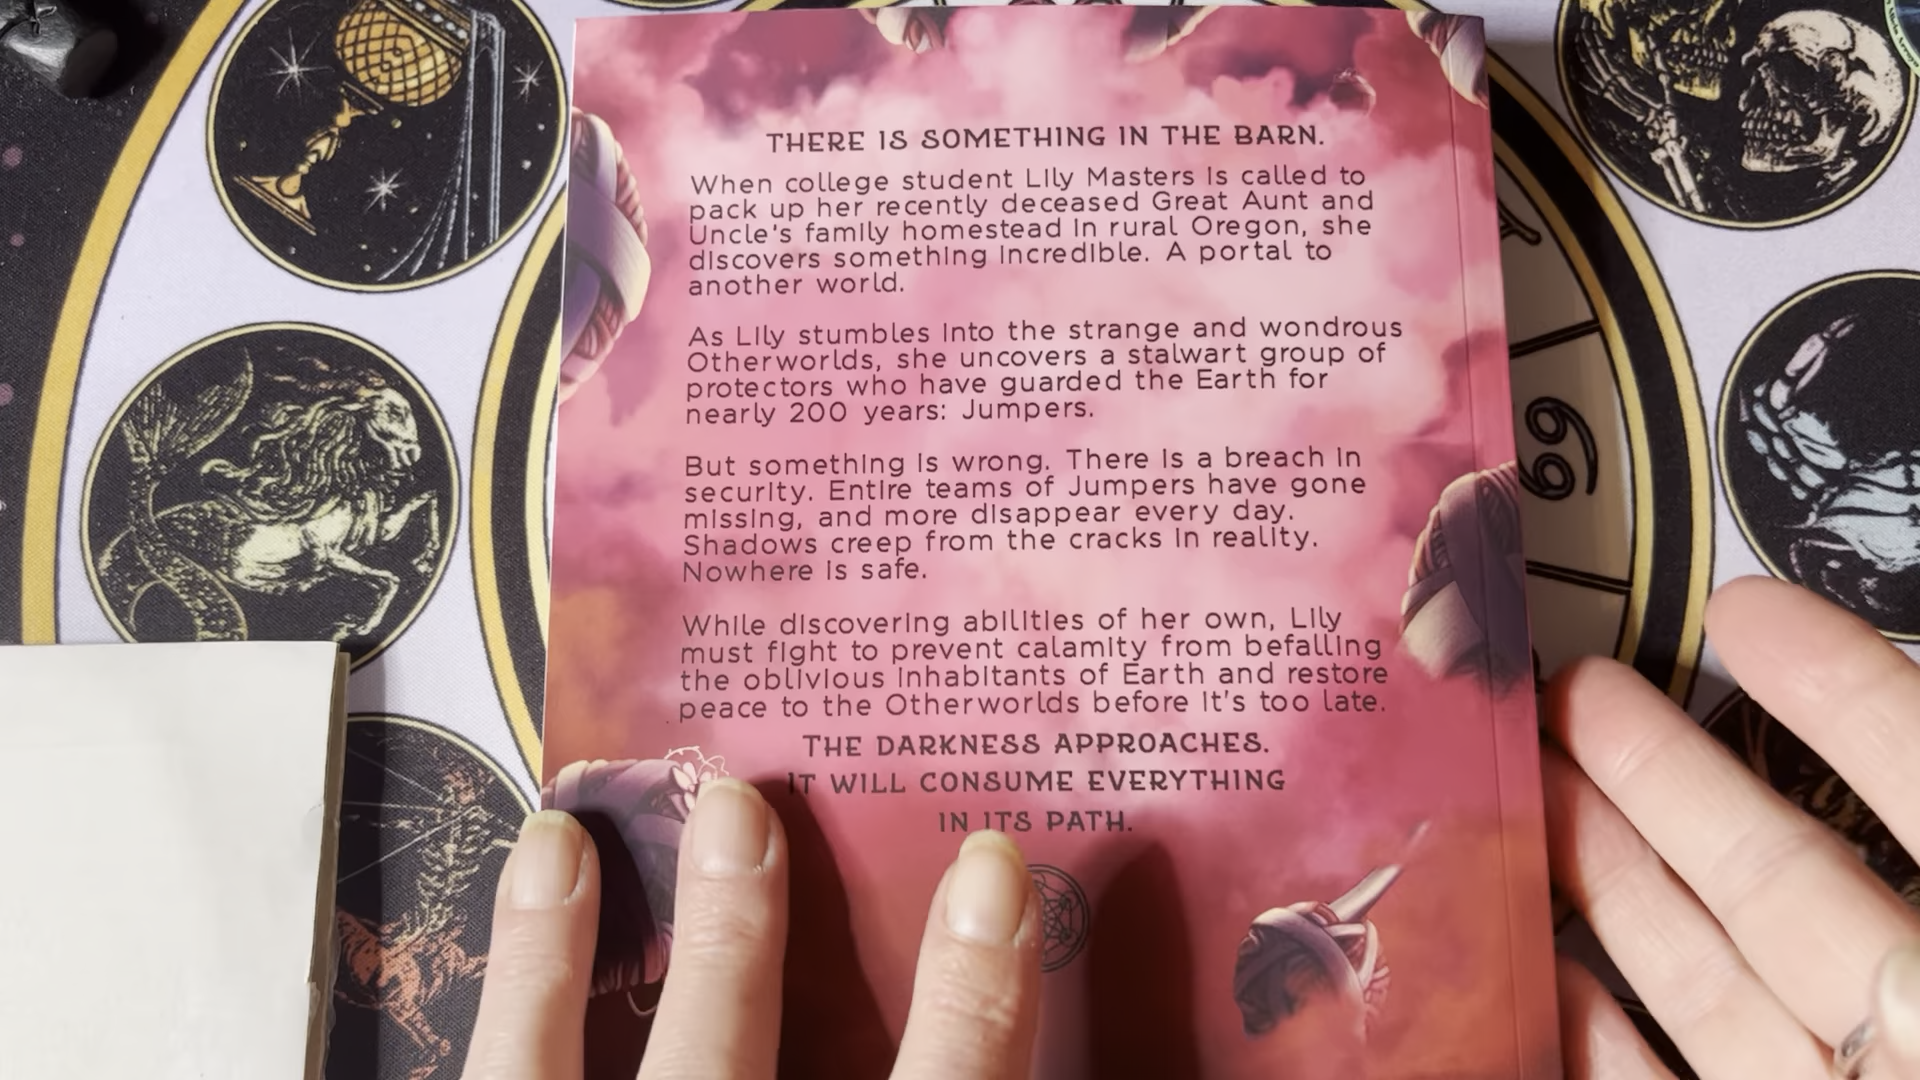 THERE IS SOMETHING IN THE BARN.
When college student Lily Masters is called to
pack up her recently deceased Great Aunt and
Uncle's family homestead in rural Oregon, she
discovers something incredible. A portal to
another world.
As Lily stumbles into the strange and wondrous
Otherworlds, she uncovers a stalwart group of
protectors who have guarded the Earth for
nearly 200 years: Jumpers.
But something is wrong. There is a breach in
security. Entire teams of Jumpers have gone
missing, and more disappear every day.
Shadows creep from the cracks in reality.
Nowhere is safe.
While discovering abilities of her own, Lily
must fight to prevent calamity from befalling
the oblivious inhabitants of Earth and restore
peace to the Otherworlds before it's too late.
THE DARKNESS APPROACHES.
IT WILL CONSUME EVERYTHING
IN ITS PATH.